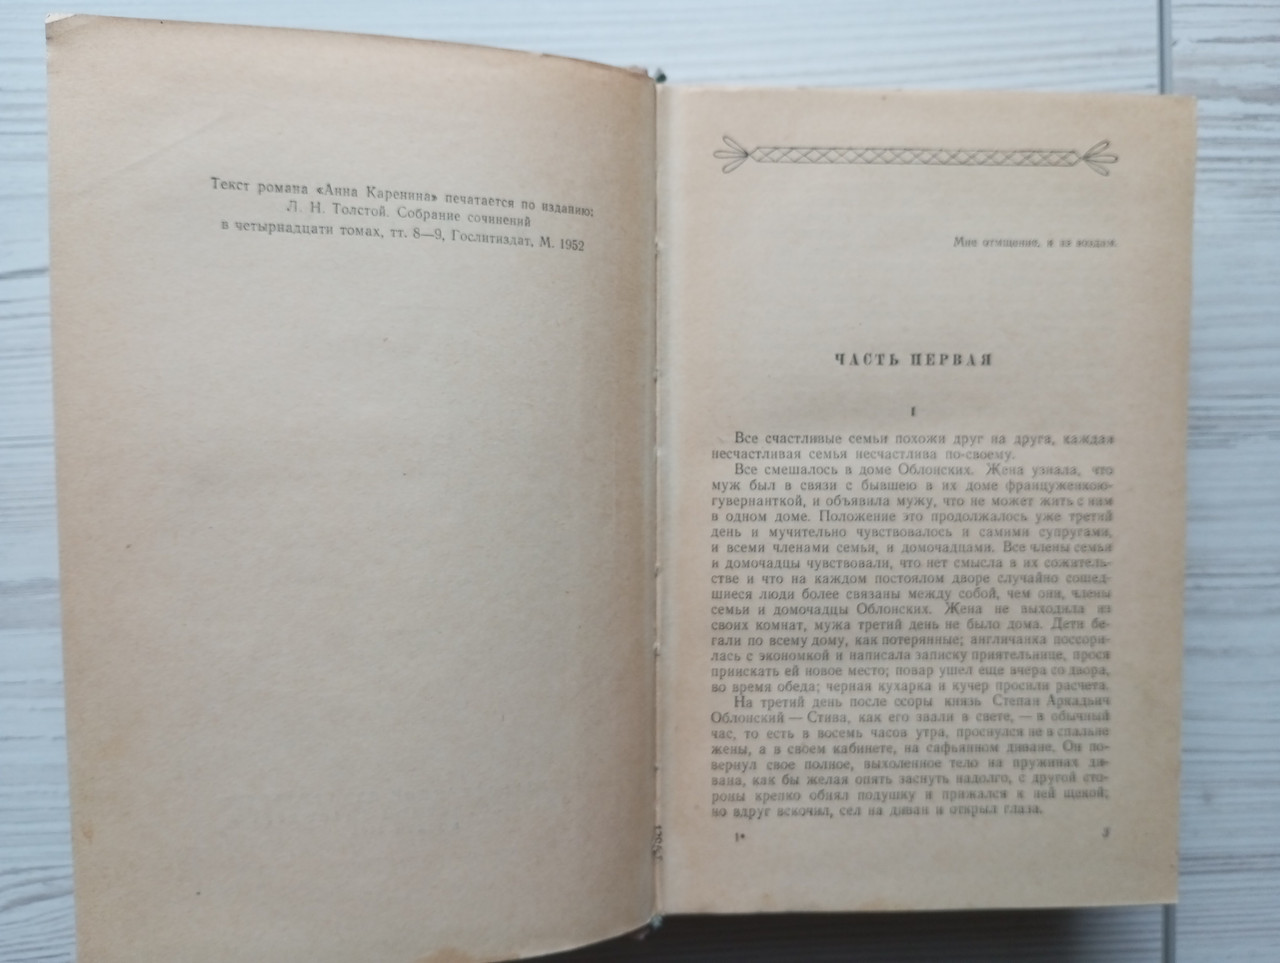 Текст романа «Анна Каренина» печатается по изданию:
Л. Н. Толстой. Собрание сочинений
в четырнадцати томах, тт. 8—9, Гослитиздат, М. 1952
Мне отмщение, и аз воздам.
ЧАСТЬ ПЕРВАЯ
I
Все счастливые семьи похожи друг на друга, каждая
несчастливая семья несчастлива по-своему.
Все смешалось в доме Облонских. Жена узнала, что
муж был в связи с бывшею в их доме француженкою-
гувернанткой, и объявила мужу, что не может жить с ним
в одном доме. Положение это продолжалось уже третий
день и мучительно чувствовалось и самими супругами,
и всеми членами семьи, и домочадцами. Все члены семьи
и домочадцы чувствовали, что нет смысла в их сожитель-
стве и что на каждом постоялом дворе случайно сошед-
шиеся люди более связаны между собой, чем они, члены
семьи и домочадцы Облонских. Жена не выходила из
своих комнат, мужа третий день не было дома. Дети бе-
гали по всему дому, как потерянные; англичанка поссори-
лась с экономкой и написала записку приятельнице, прося
приискать ей новое место; повар ушел еще вчера со двора,
во время обеда; черная кухарка и кучер просили расчета.
На третий день после ссоры князь Степан Аркадьич
Облонский — Стива, как его звали в свете, — в обычный
час, то есть в восемь часов утра, проснулся не в спальне
жены, а в своем кабинете, на сафьянном диване. Он по-
вернул свое полное, выхоленное тело на пружинах ди-
вана, как бы желая опять заснуть надолго, с другой сто-
роны крепко обнял подушку и прижался к ней щекой;
но вдруг вскочил, сел на диван и открыл глаза.
1*
3